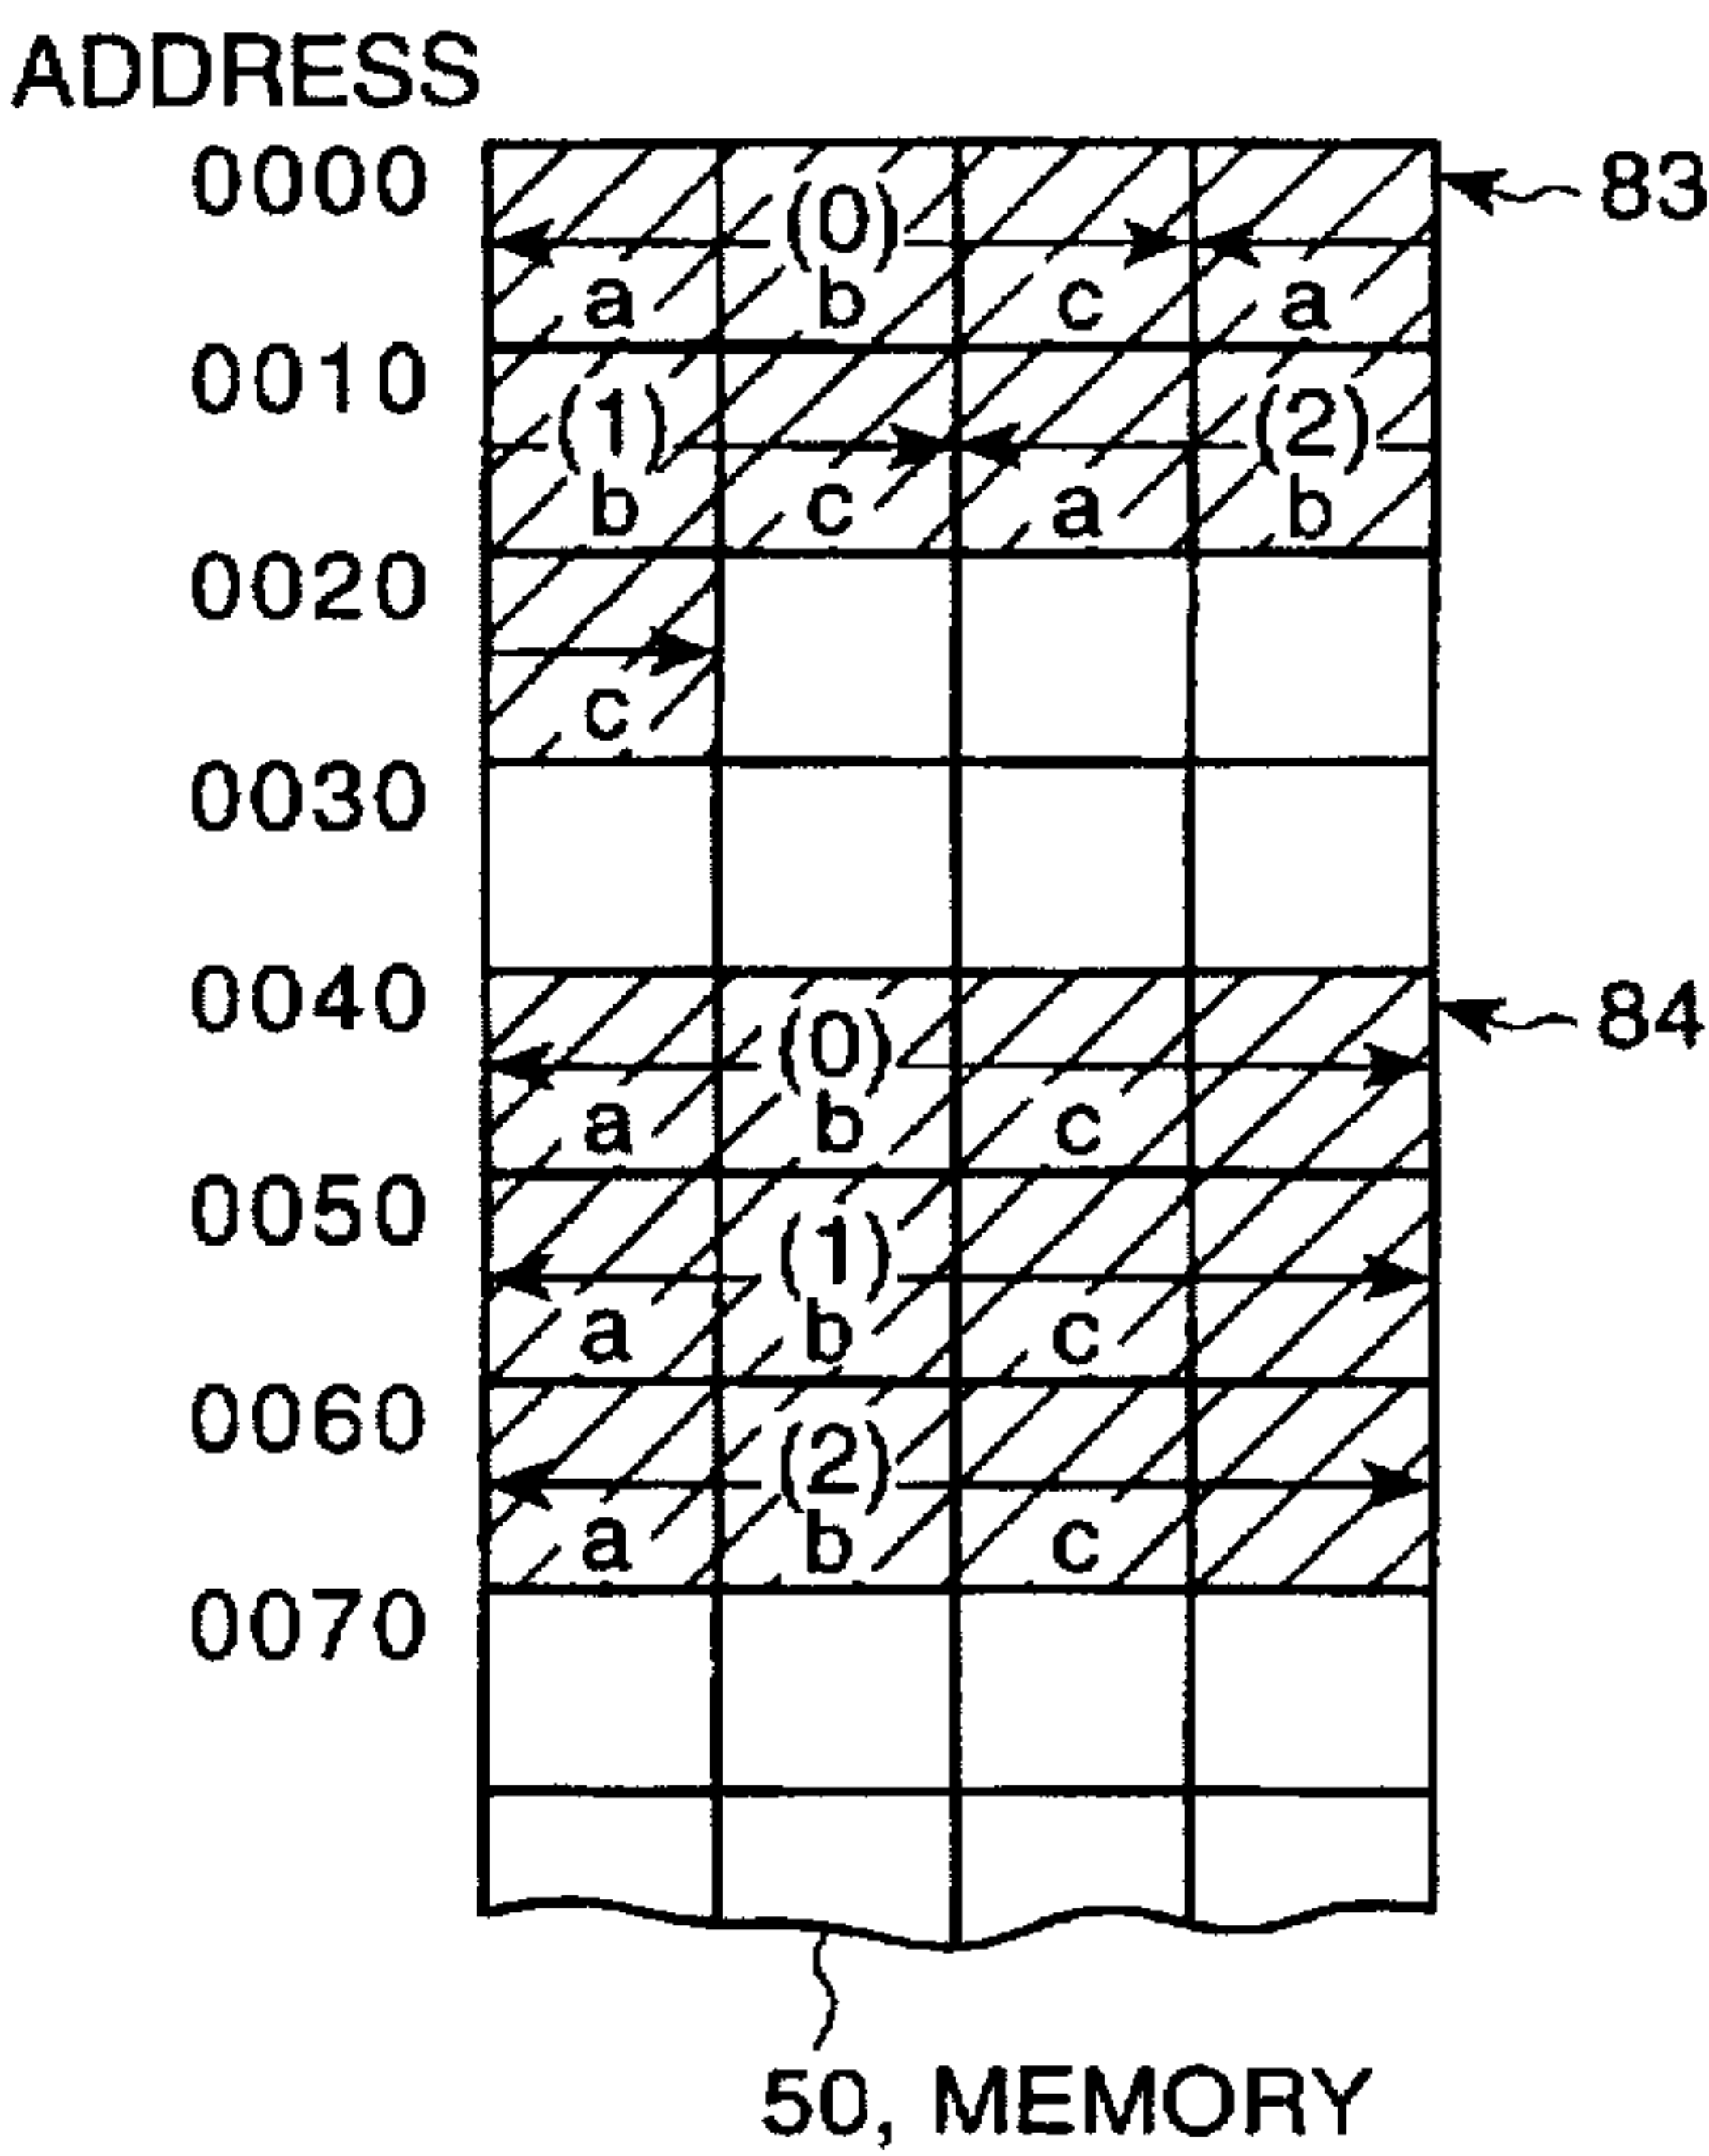 ADDRESS
0000 (0) 83
a b c a
0010 (1) (2)
b c a b
0020
c
0030
0040 (0) 84
a b c
0050 (1)
a b c
0060 (2)
a b c
0070
50, MEMORY